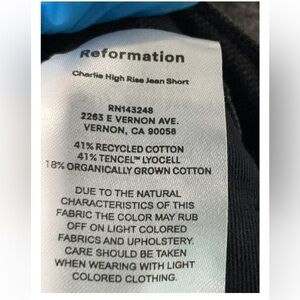 Reformation
Charlie High Rise Jean Short
RN143248
2263 E VERNON AVE.
VERNON, CA 90058
41% RECYCLED COTTON
41% TENCEL™ LYOCELL
18% ORGANICALLY GROWN COTTON
DUE TO THE NATURAL
CHARACTERISTICS OF THIS
FABRIC THE COLOR MAY RUB
OFF ON LIGHT COLORED
FABRICS AND UPHOLSTERY.
CARE SHOULD BE TAKEN
WHEN WEARING WITH LIGHT
COLORED CLOTHING.